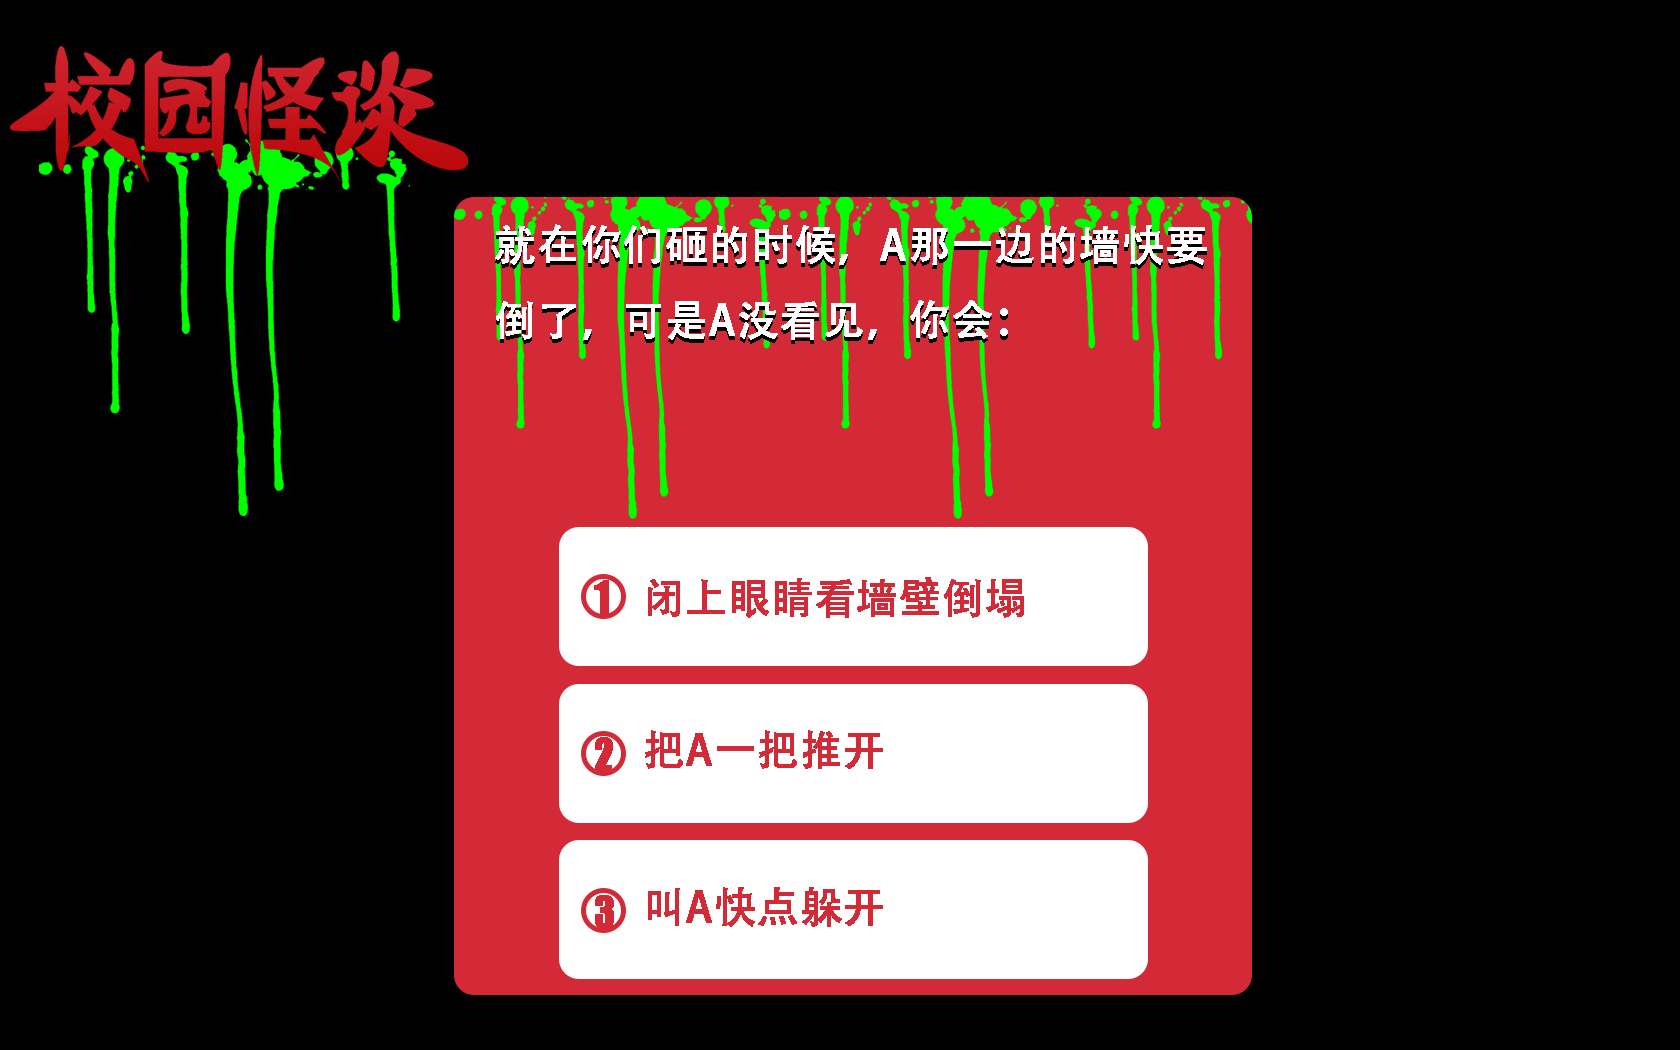 校园怪谈
就在你们砸的时候，A那一边的墙快要
倒了，可是A没看见，你会：
① 闭上眼睛看墙壁倒塌
② 把A一把推开
③ 叫A快点躲开